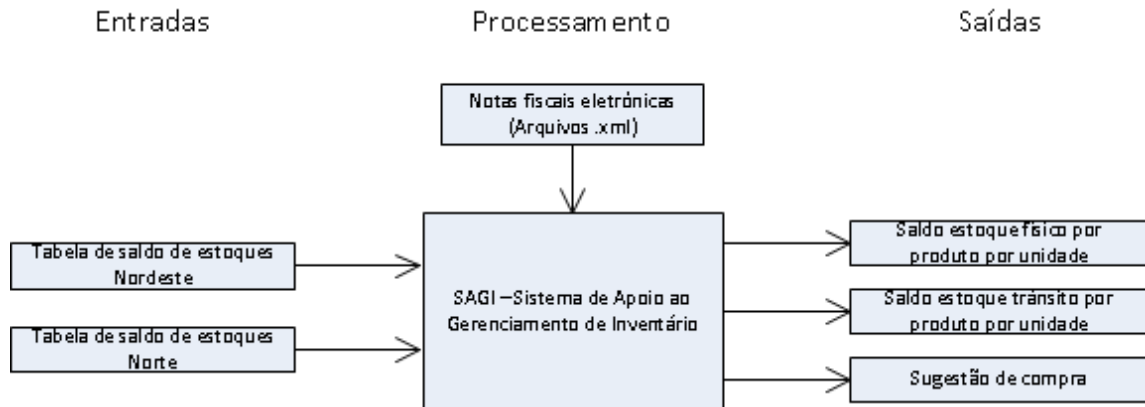 Entradas
Processamento
Saídas
Notas fiscais eletrônicas
(Arquivos .xml)
Tabela de saldo de estoques
Nordeste
Tabela de saldo de estoques
Norte
SAGI – Sistema de Apoio ao
Gerenciamento de Inventário
Saldo estoque físico por
produto por unidade
Saldo estoque trânsito por
produto por unidade
Sugestão de compra